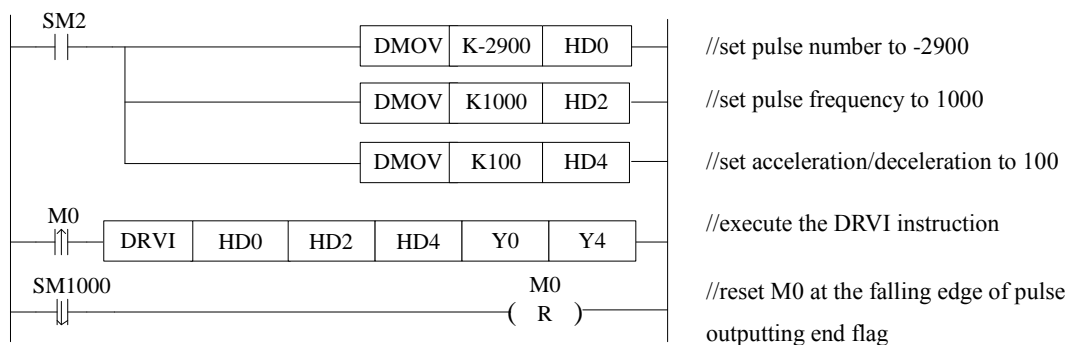 SM2
DMOV K-2900 HD0 //set pulse number to -2900
DMOV K1000 HD2 //set pulse frequency to 1000
DMOV K100 HD4 //set acceleration/deceleration to 100
M0
DRVI HD0 HD2 HD4 Y0 Y4 //execute the DRVI instruction
SM1000 M0
( R ) //reset M0 at the falling edge of pulse
outputting end flag